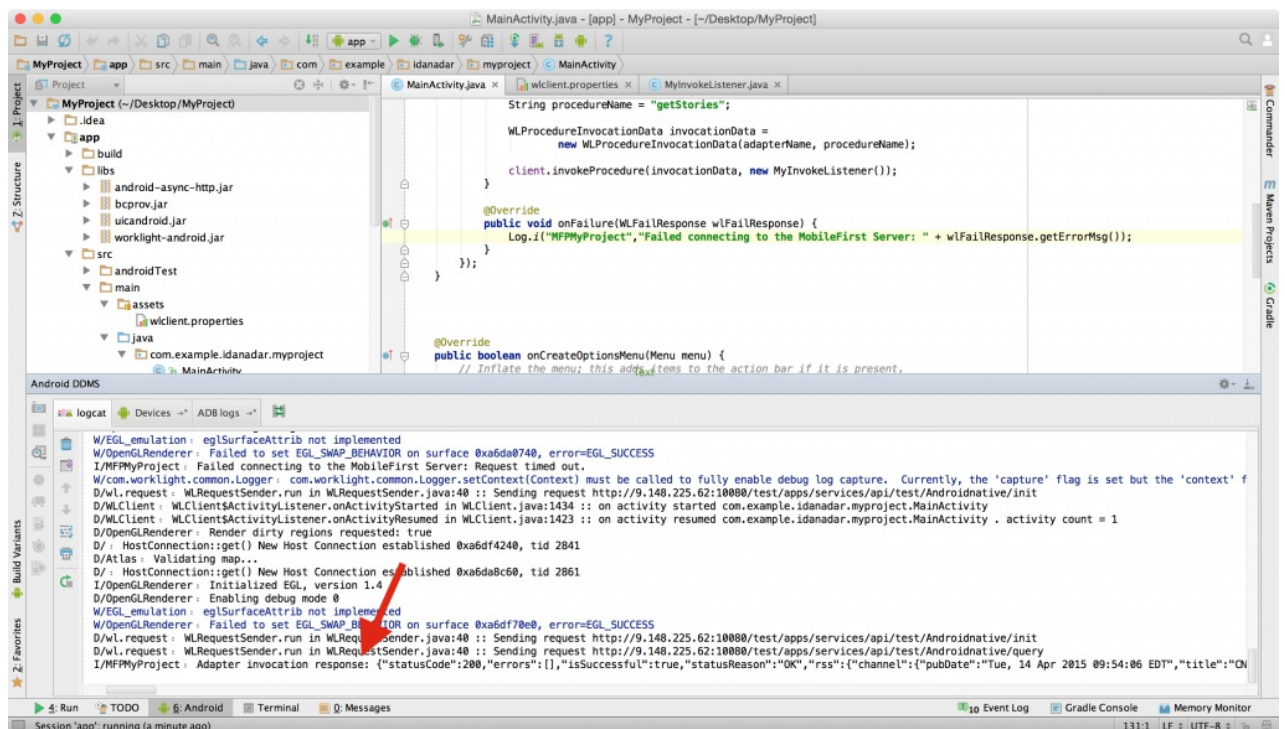 MainActivity.java - [app] - MyProject - [~/Desktop/MyProject]
app
?
MyProject app src main java com example idanadar myproject MainActivity
Project
MainActivity.java × wlclient.properties × MyInvokeListener.java ×
1: Project
Z: Structure
Build Variants
2: Favorites
Commander
Maven Projects
Gradle
MyProject (~/Desktop/MyProject)
.idea
app
build
libs
android-async-http.jar
bcprov.jar
uicandroid.jar
worklight-android.jar
src
androidTest
main
assets
wlclient.properties
java
com.example.idanadar.myproject
MainActivity
String procedureName = "getStories";
WLProcedureInvocationData invocationData =
new WLProcedureInvocationData(adapterName, procedureName);
client.invokeProcedure(invocationData, new MyInvokeListener());
}
@Override
public void onFailure(WLFailResponse wlFailResponse) {
Log.i("MFPMyProject","Failed connecting to the MobileFirst Server: " + wlFailResponse.getErrorMsg());
}
});
}
@Override
public boolean onCreateOptionsMenu(Menu menu) {
// Inflate the menu; this adds items to the action bar if it is present.
Text
Android DDMS
logcat Devices ADB logs
W/EGL_emulation: eglSurfaceAttrib not implemented
W/OpenGLRenderer: Failed to set EGL_SWAP_BEHAVIOR on surface 0xa6da0740, error=EGL_SUCCESS
I/MFPMyProject: Failed connecting to the MobileFirst Server: Request timed out.
W/com.worklight.common.Logger: com.worklight.common.Logger.setContext(Context) must be called to fully enable debug log capture.  Currently, the 'capture' flag is set but the 'context' f
D/wl.request: WLRequestSender.run in WLRequestSender.java:40 :: Sending request http://9.148.225.62:10080/test/apps/services/api/test/Androidnative/init
D/WLClient: WLClient$ActivityListener.onActivityStarted in WLClient.java:1434 :: on activity started com.example.idanadar.myproject.MainActivity
D/WLClient: WLClient$ActivityListener.onActivityResumed in WLClient.java:1423 :: on activity resumed com.example.idanadar.myproject.MainActivity . activity count = 1
D/OpenGLRenderer: Render dirty regions requested: true
D/: HostConnection::get() New Host Connection established 0xa6df4240, tid 2841
D/Atlas: Validating map...
D/: HostConnection::get() New Host Connection established 0xa6da8c60, tid 2861
I/OpenGLRenderer: Initialized EGL, version 1.4
D/OpenGLRenderer: Enabling debug mode 0
W/EGL_emulation: eglSurfaceAttrib not implemented
W/OpenGLRenderer: Failed to set EGL_SWAP_BEHAVIOR on surface 0xa6df70e0, error=EGL_SUCCESS
D/wl.request: WLRequestSender.run in WLRequestSender.java:40 :: Sending request http://9.148.225.62:10080/test/apps/services/api/test/Androidnative/init
D/wl.request: WLRequestSender.run in WLRequestSender.java:40 :: Sending request http://9.148.225.62:10080/test/apps/services/api/test/Androidnative/query
I/MFPMyProject: Adapter invocation response: {"statusCode":200,"errors":[],"isSuccessful":true,"statusReason":"OK","rss":{"channel":{"pubDate":"Tue, 14 Apr 2015 09:54:06 EDT","title":"CN
4: Run TODO 6: Android Terminal 0: Messages 10 Event Log Gradle Console Memory Monitor
Session 'app': running (a minute ago) 131:1 LF UTF-8